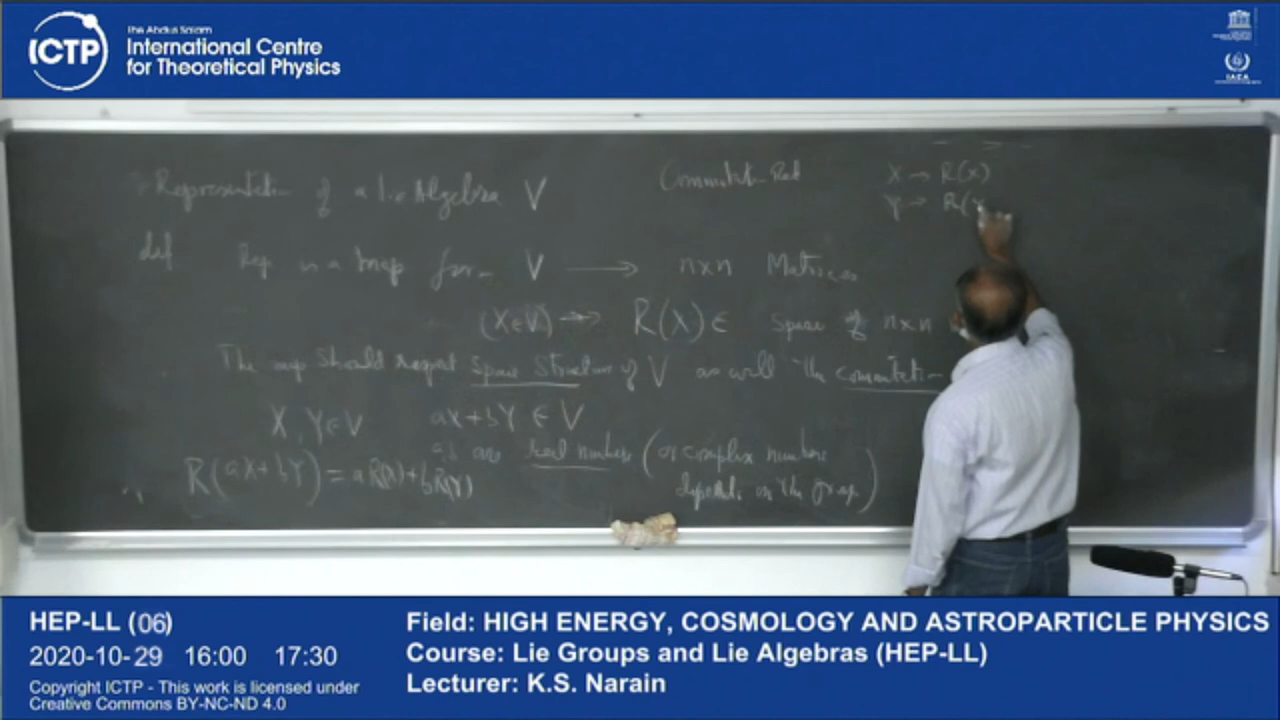 ICTP
The Abdus Salam
International Centre
for Theoretical Physics
IAEA
Representation of a Lie Algebra V
Commutator
X → R(X)
Y → R(Y
def Rep is a map from V → n×n Matrices
(X∈V) → R(X) ∈ space of n×n
The map should respect space structure of V as well the commutation
X, Y∈V aX+bY ∈ V
a,b are real numbers (or complex numbers
R(aX+bY) = aR(X)+bR(Y)
depends on the group)
HEP-LL (06)
2020-10-29 16:00 17:30
Copyright ICTP - This work is licensed under
Creative Commons BY-NC-ND 4.0
Field: HIGH ENERGY, COSMOLOGY AND ASTROPARTICLE PHYSICS
Course: Lie Groups and Lie Algebras (HEP-LL)
Lecturer: K.S. Narain